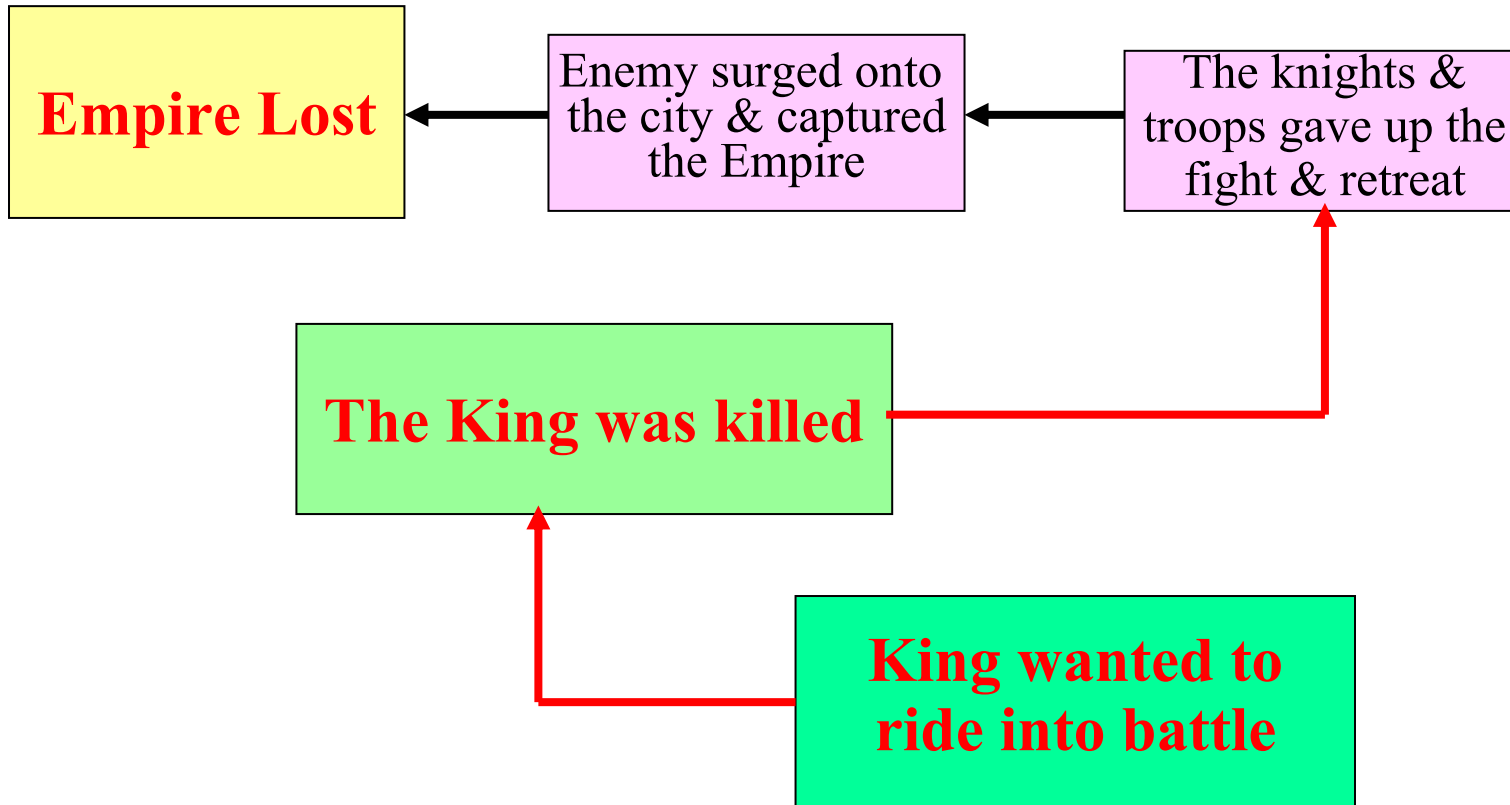 Empire Lost
Enemy surged onto
the city & captured
the Empire
The knights &
troops gave up the
fight & retreat
The King was killed
King wanted to
ride into battle